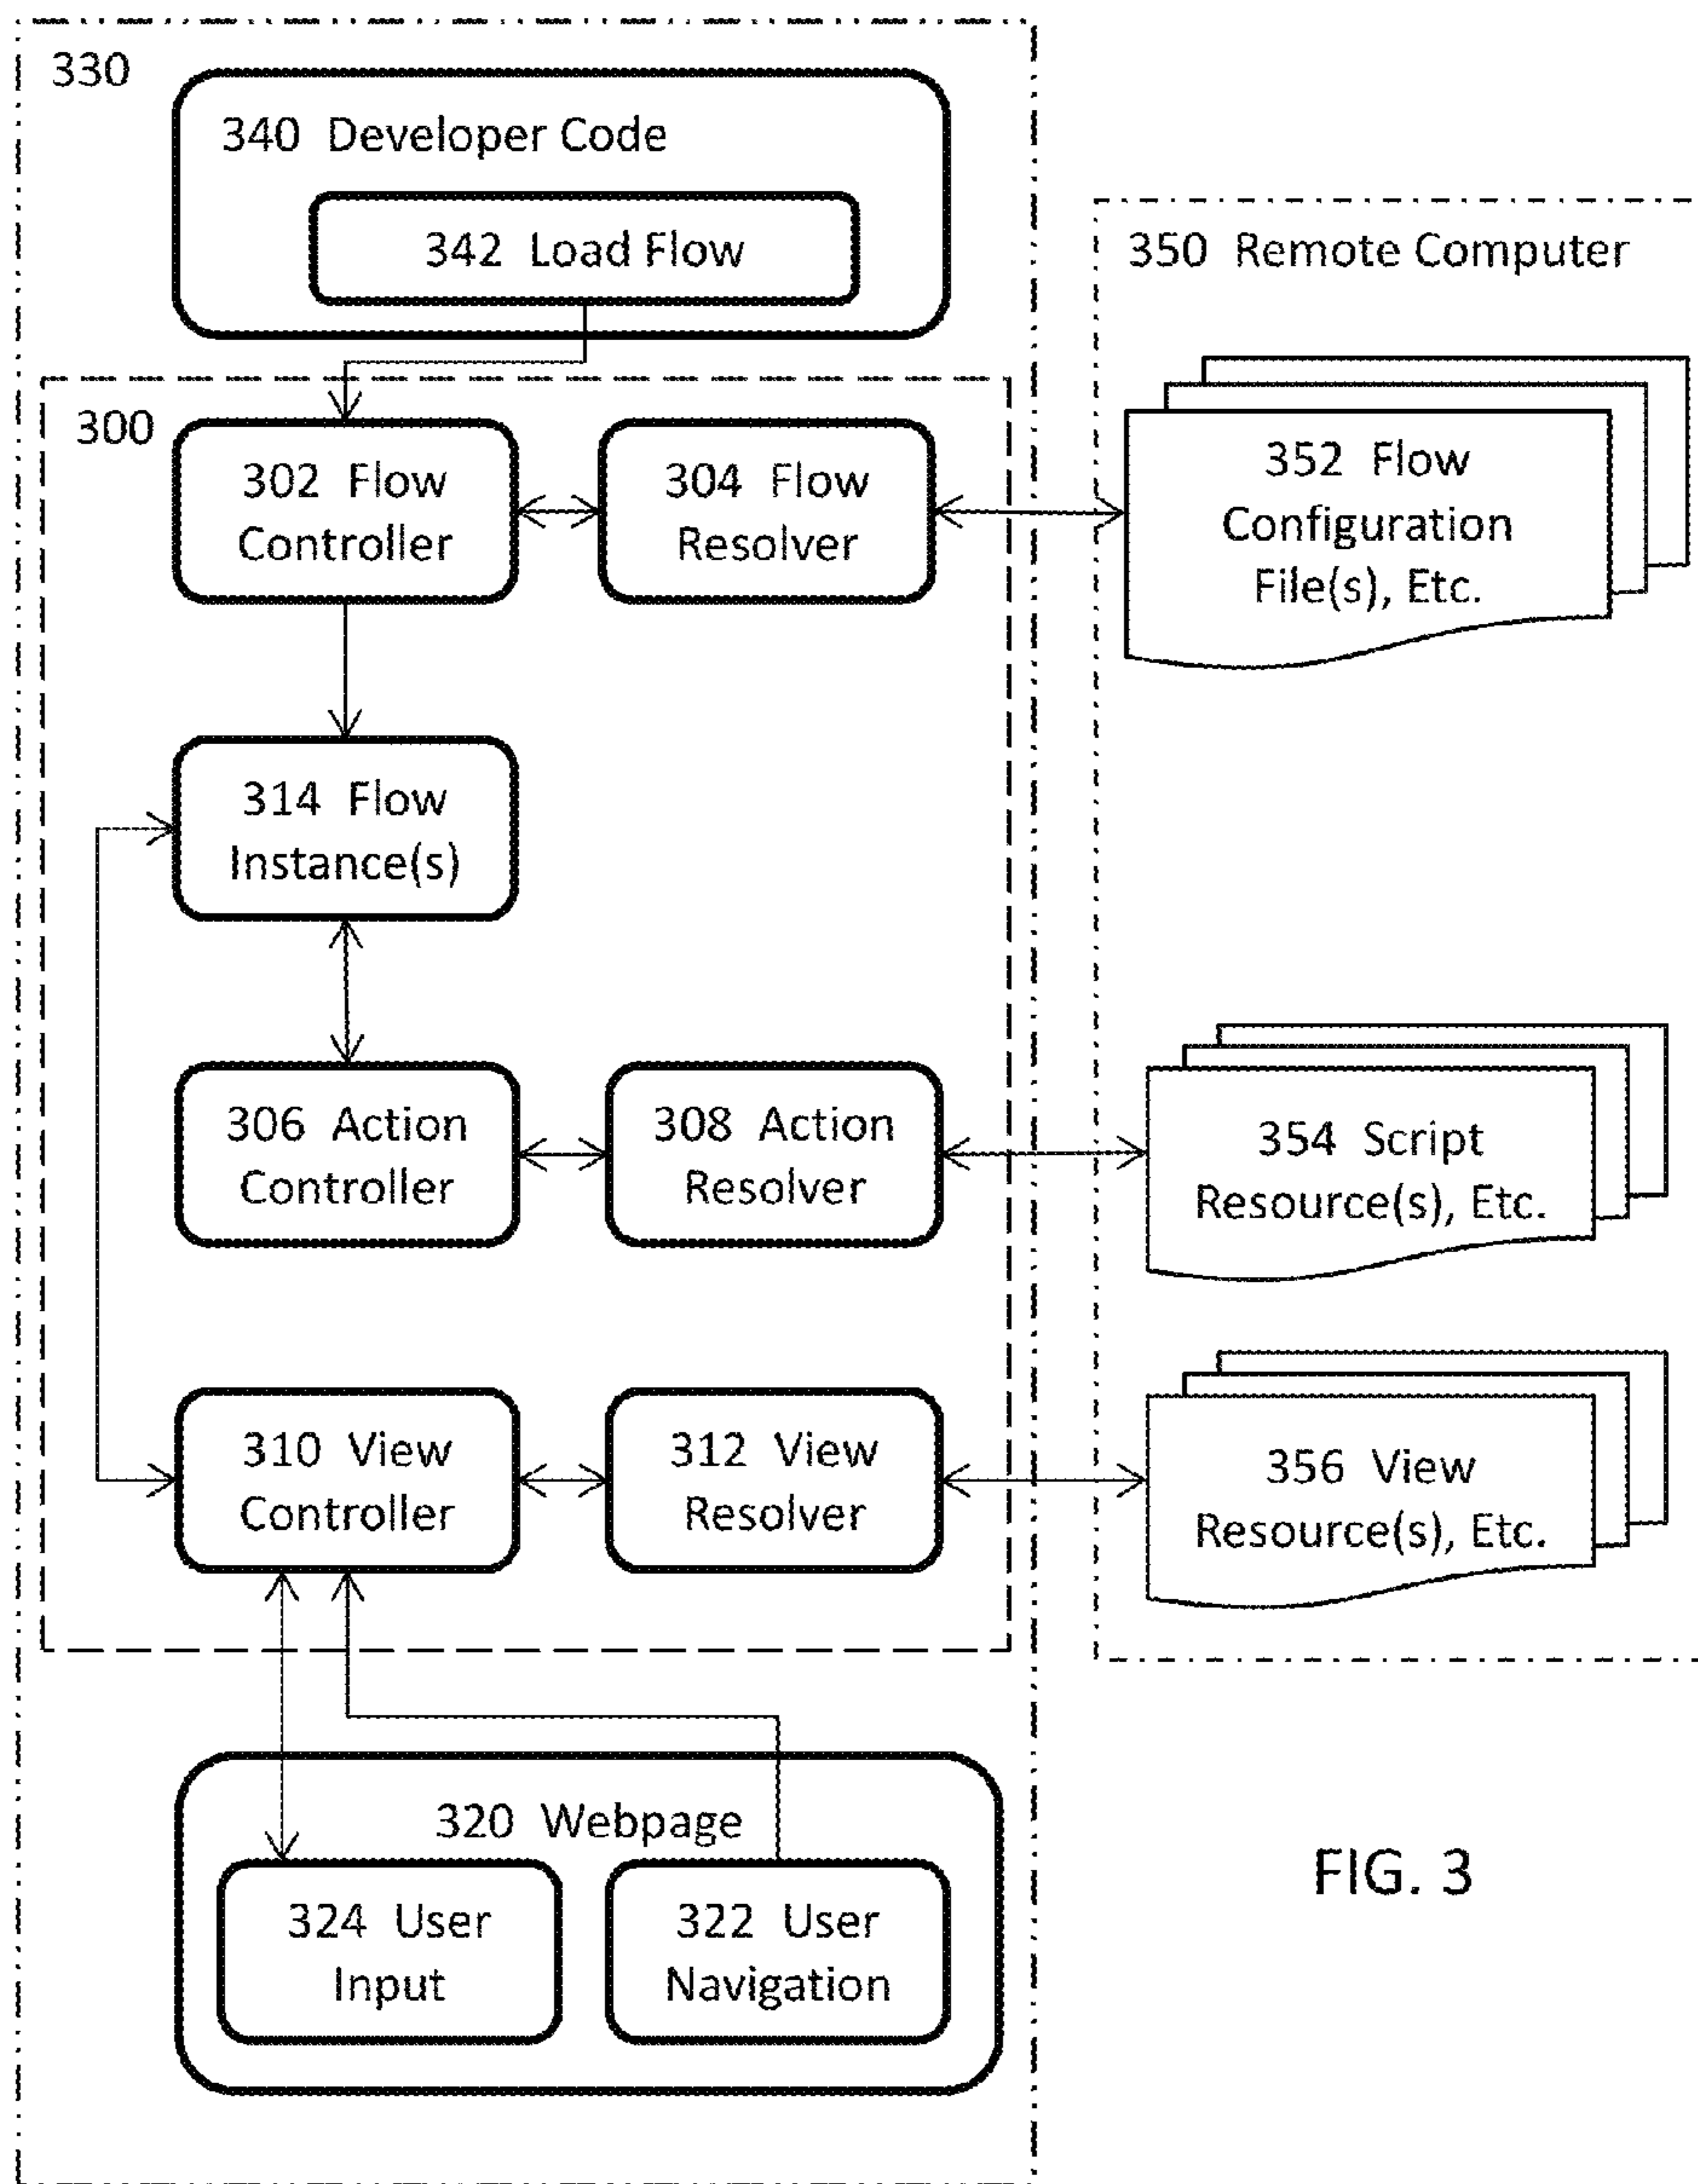 330
340 Developer Code
342 Load Flow
350 Remote Computer
300
302 Flow
Controller
304 Flow
Resolver
352 Flow
Configuration
File(s), Etc.
314 Flow
Instance(s)
306 Action
Controller
308 Action
Resolver
354 Script
Resource(s), Etc.
310 View
Controller
312 View
Resolver
356 View
Resource(s), Etc.
320 Webpage
324 User
Input
322 User
Navigation
FIG. 3